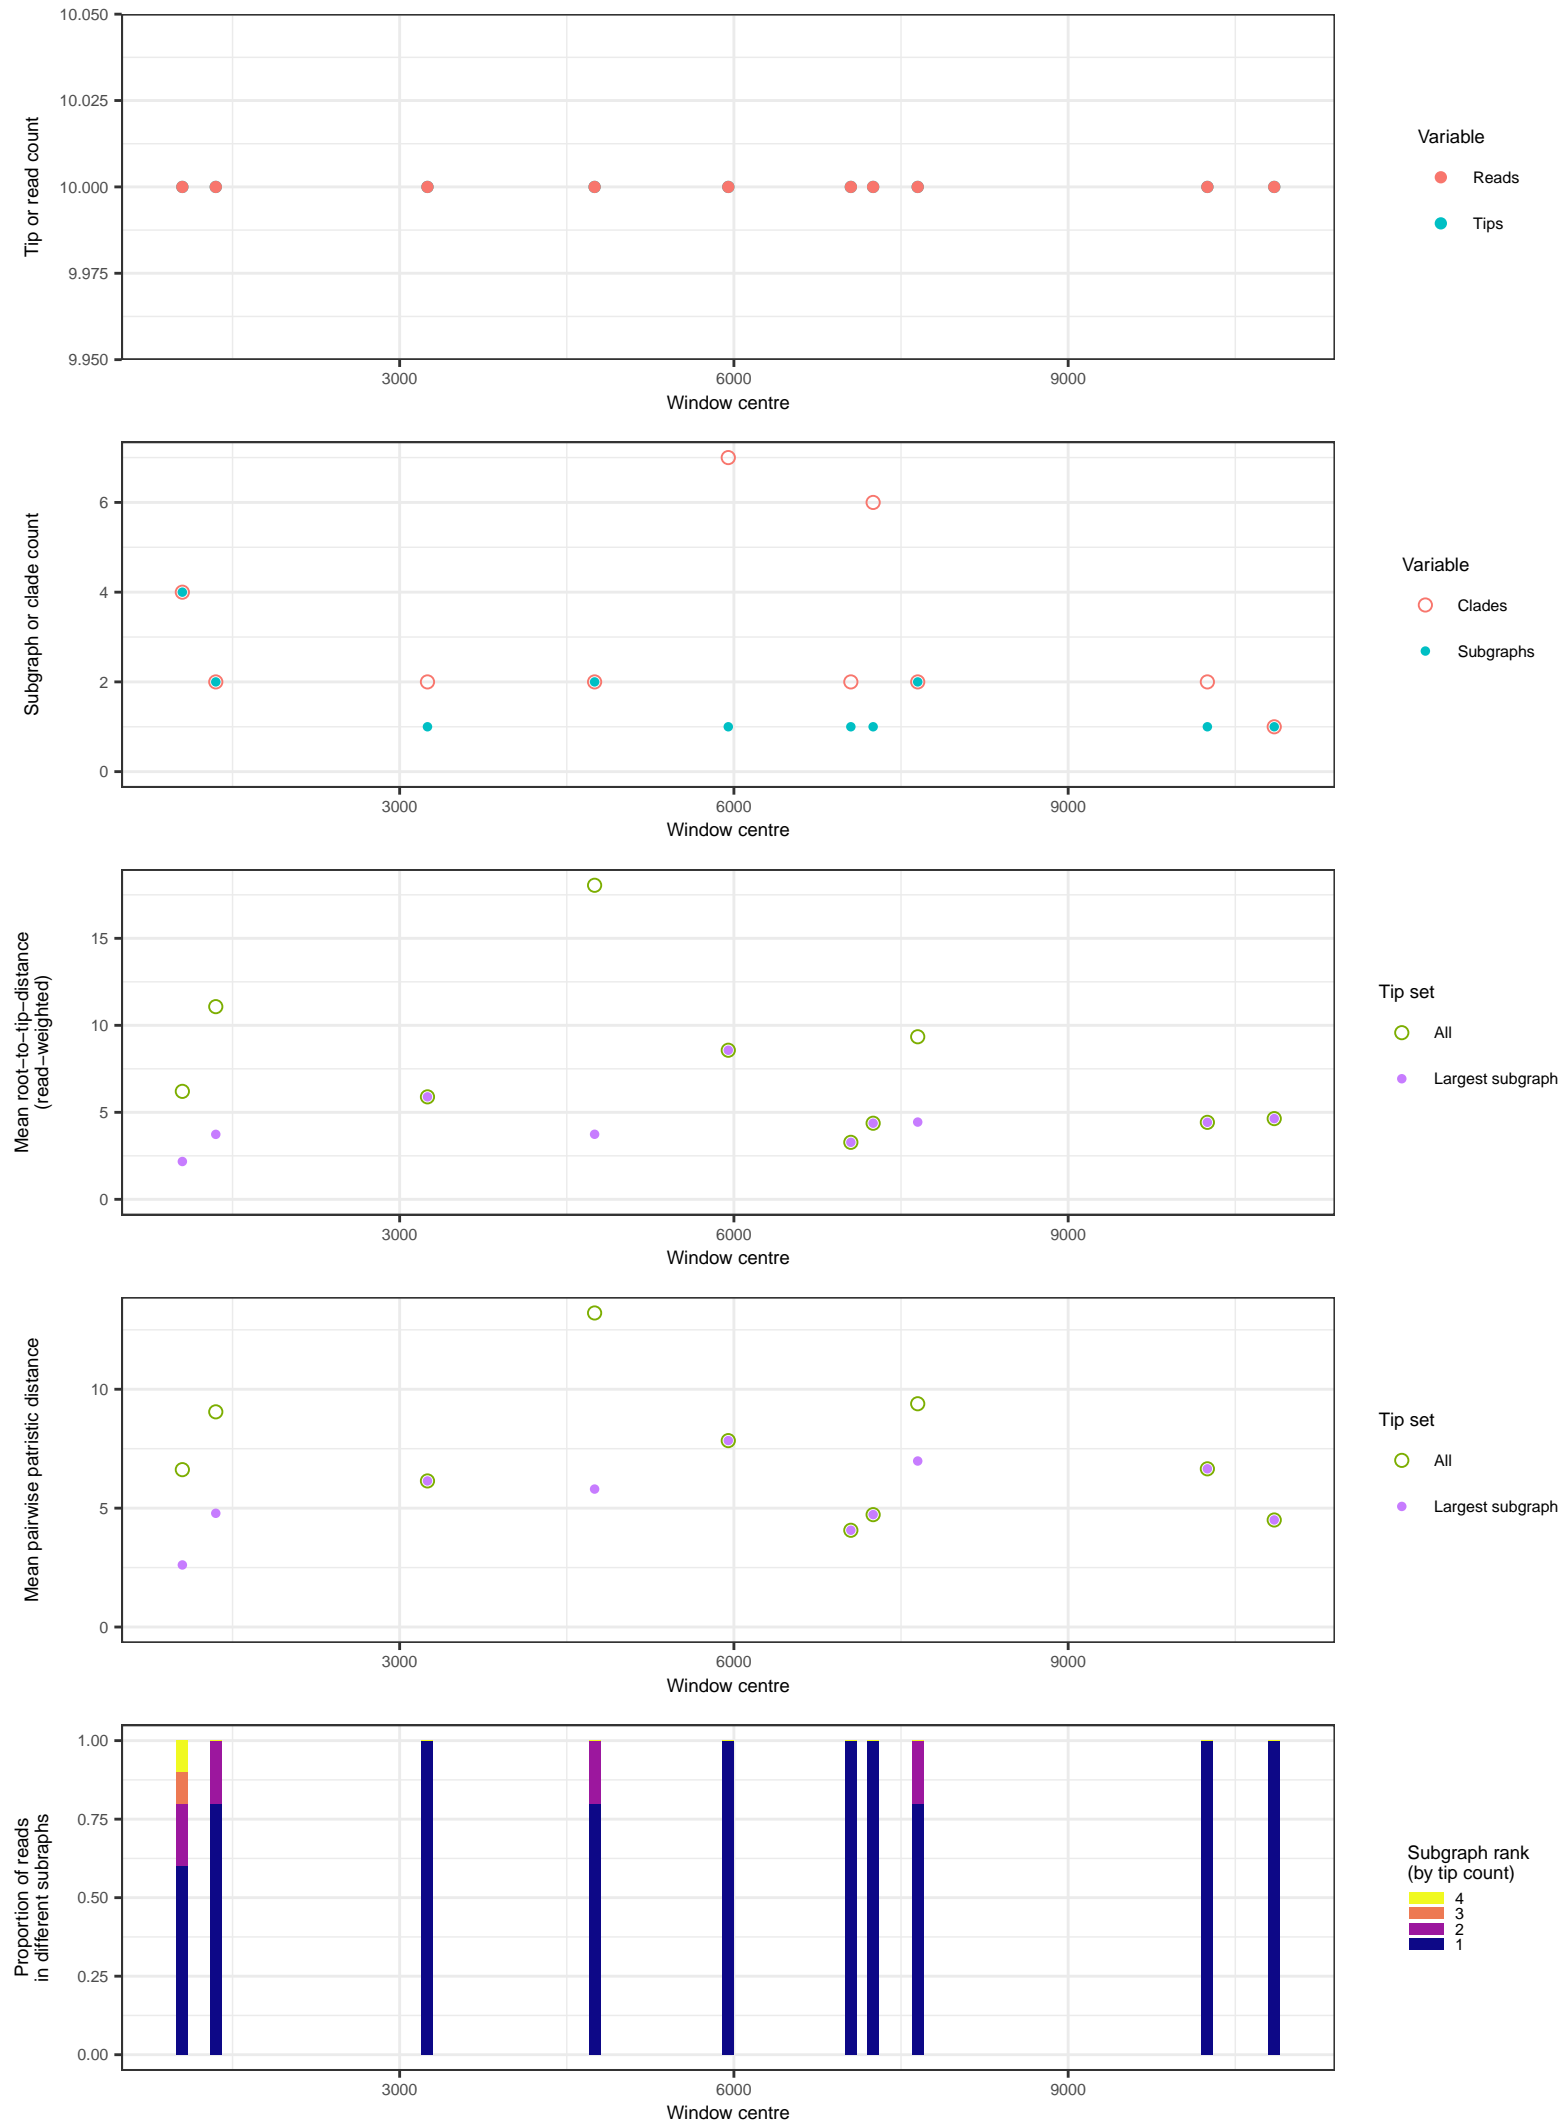 10.050
10.025
10.000
9.975
9.950
Tip or read count
3000
6000
9000
Window centre
Variable
Reads
Tips
6
4
2
0
Subgraph or clade count
3000
6000
9000
Window centre
Variable
Clades
Subgraphs
15
10
5
0
Mean root−to−tip−distance
(read−weighted)
3000
6000
9000
Window centre
Tip set
All
Largest subgraph
10
5
0
Mean pairwise patristic distance
3000
6000
9000
Window centre
Tip set
All
Largest subgraph
1.00
0.75
0.50
0.25
0.00
Proportion of reads
in different subraphs
3000
6000
9000
Window centre
Subgraph rank
(by tip count)
4
3
2
1